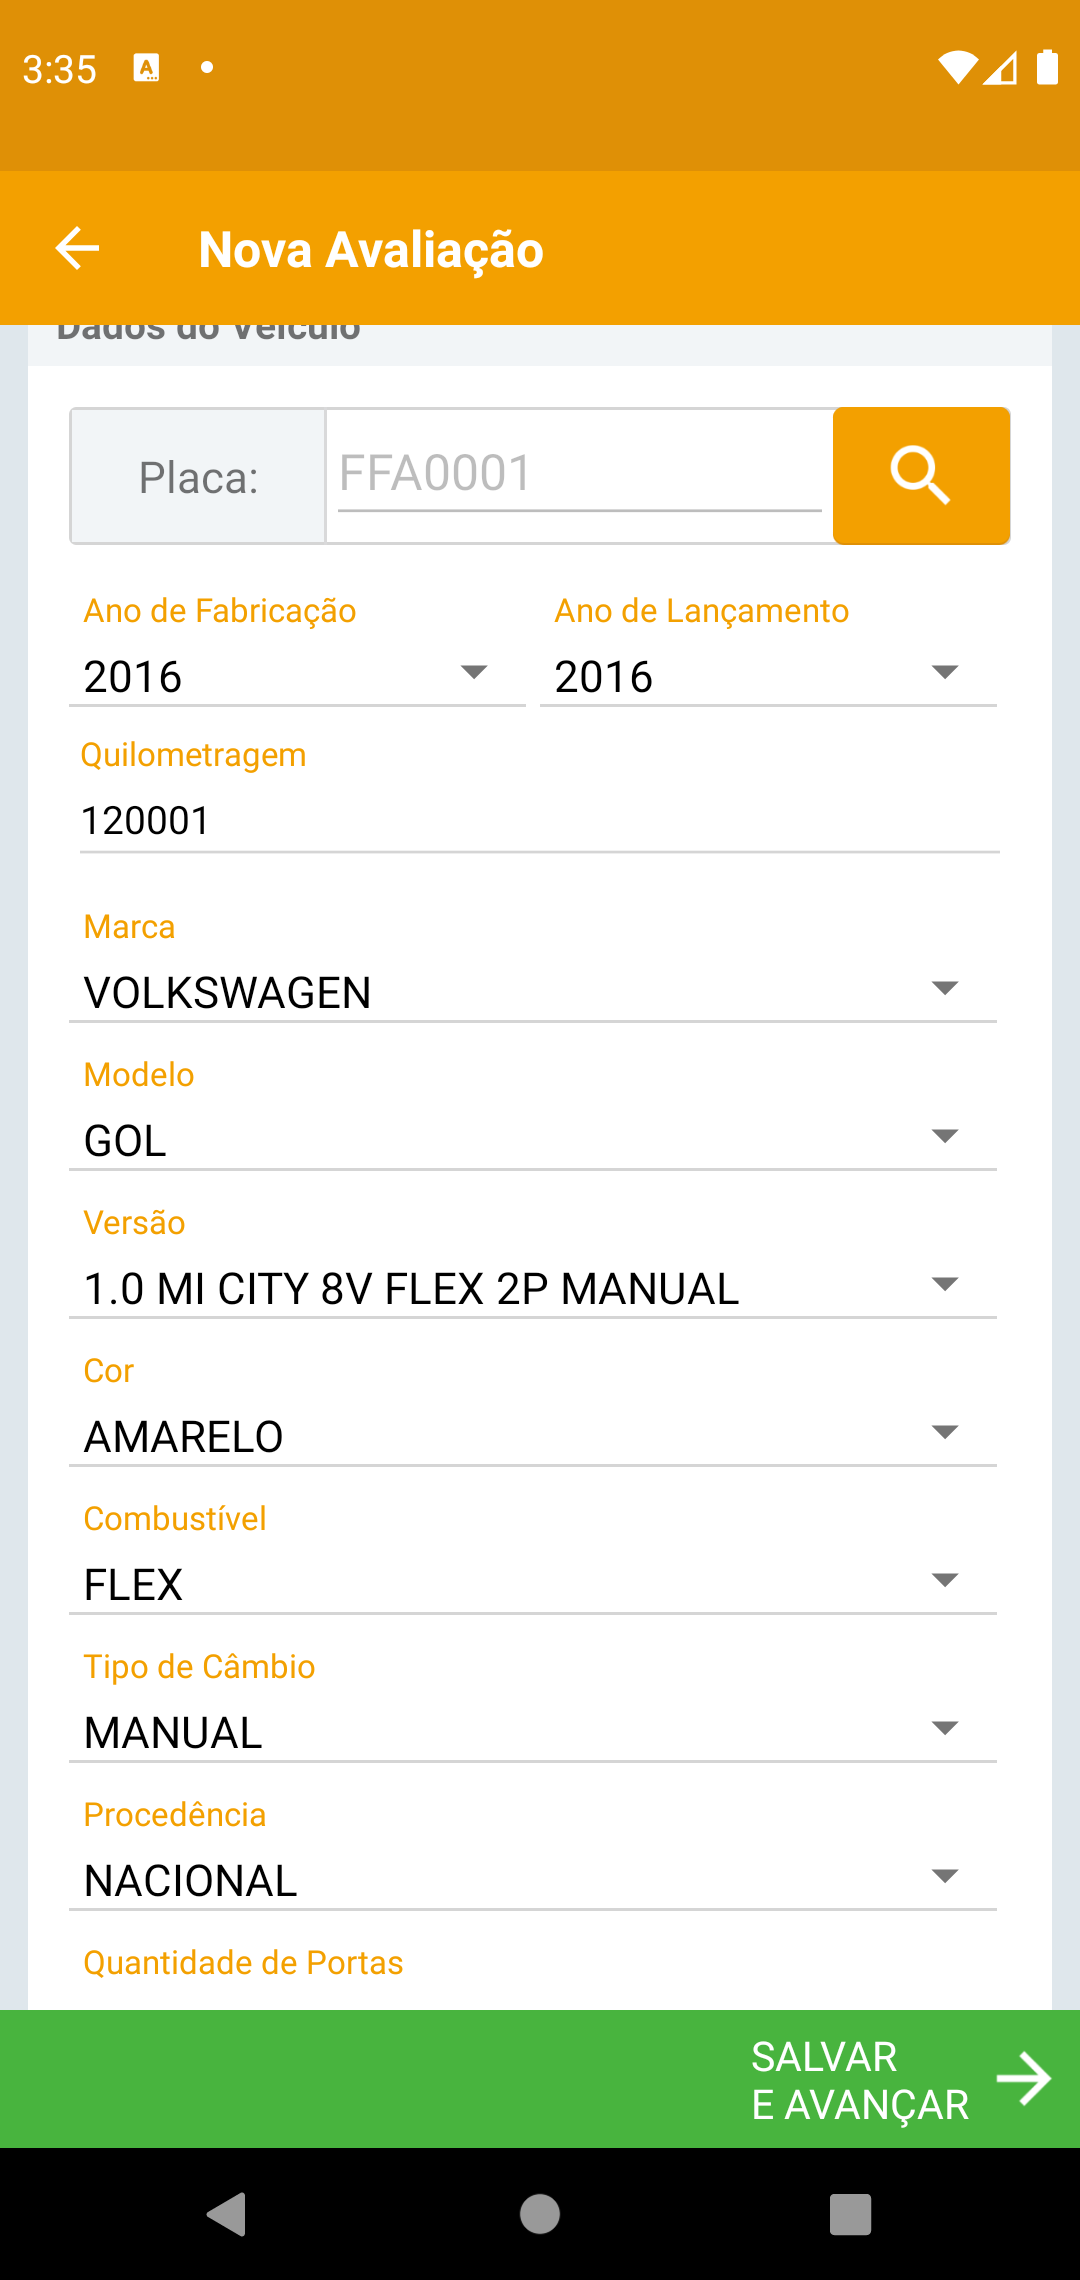 3:35
Nova Avaliação
Dados do Veículo
Placa:
FFA0001
Ano de Fabricação
Ano de Lançamento
2016
2016
Quilometragem
120001
Marca
VOLKSWAGEN
Modelo
GOL
Versão
1.0 MI CITY 8V FLEX 2P MANUAL
Cor
AMARELO
Combustível
FLEX
Tipo de Câmbio
MANUAL
Procedência
NACIONAL
Quantidade de Portas
SALVAR
E AVANÇAR